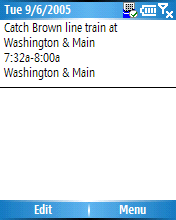 Tue 9/6/2005
Catch Brown line train at
Washington & Main
7:32a-8:00a
Washington & Main
Edit
Menu